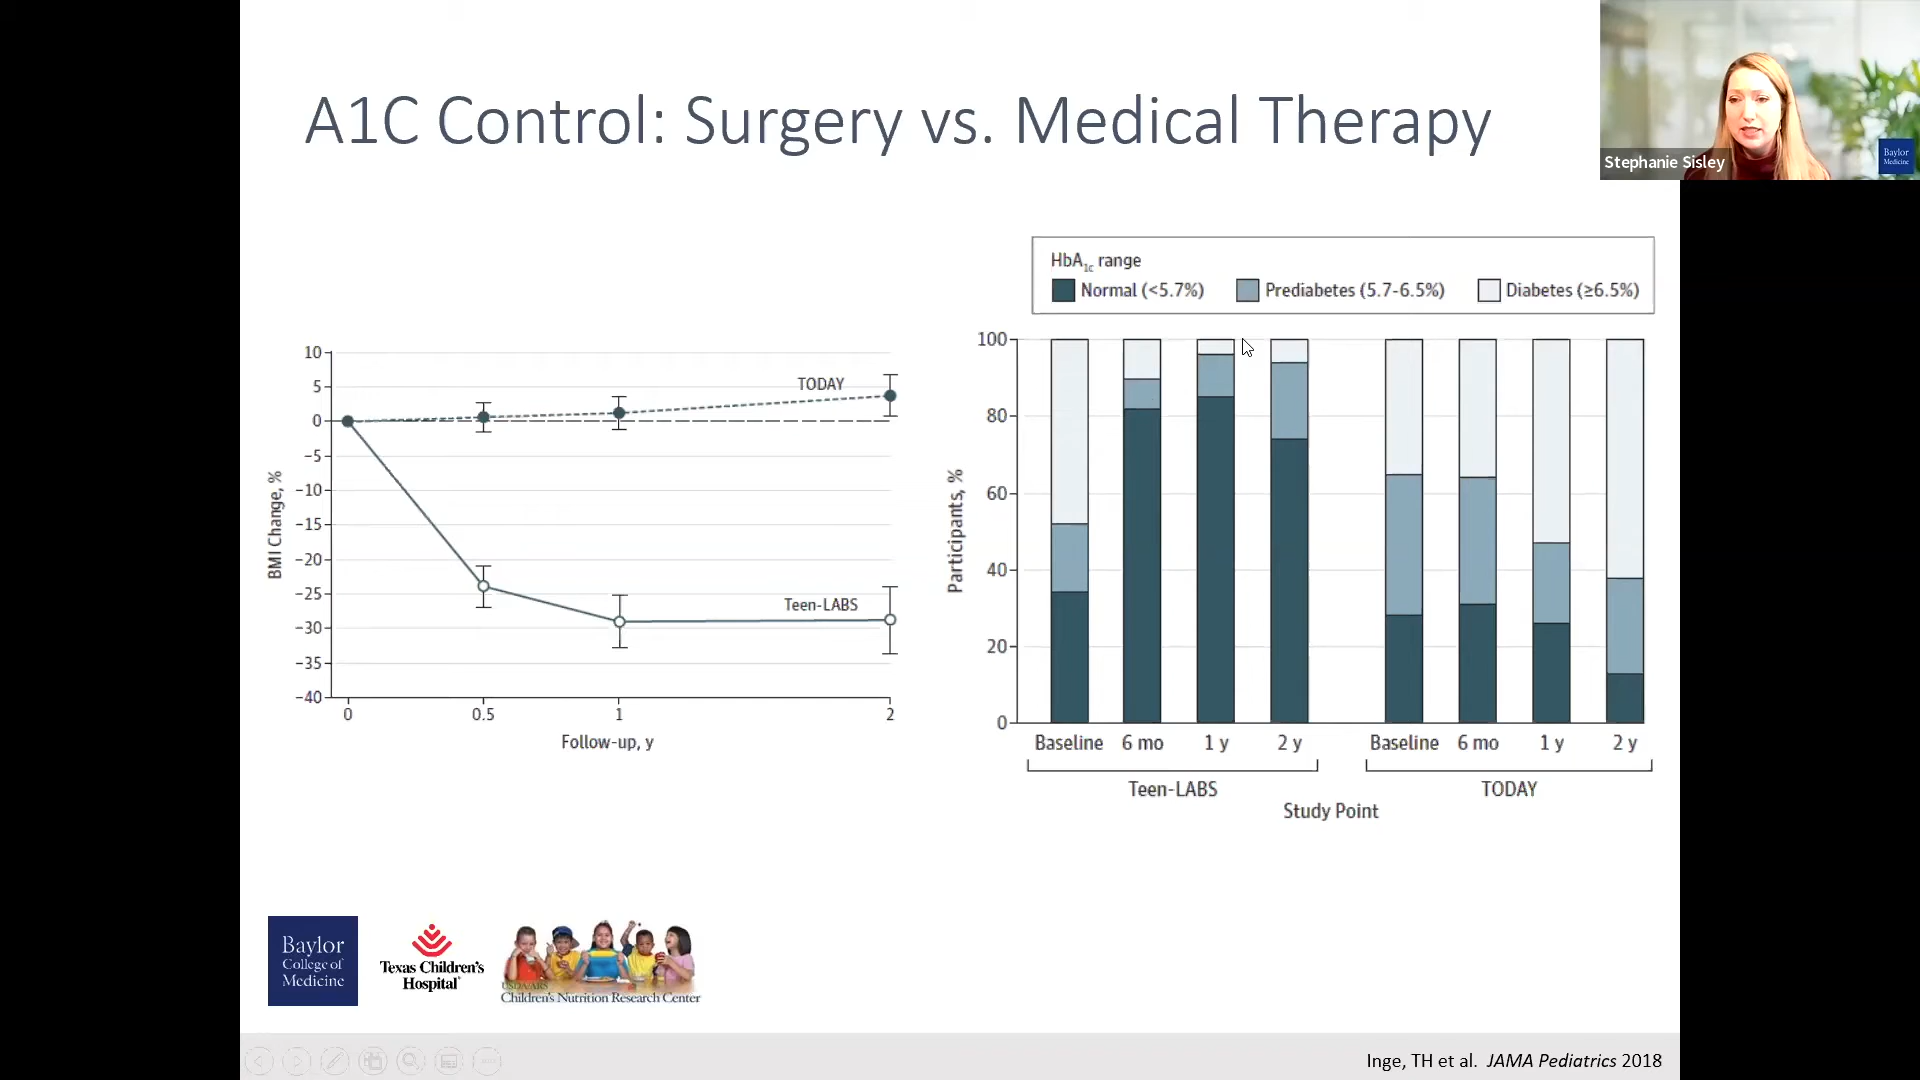 A1C Control: Surgery vs. Medical Therapy
Stephanie Sisley
Baylor
Medicine
HbA1c range
Normal (<5.7%) Prediabetes (5.7-6.5%) Diabetes (≥6.5%)
10
5
0
−5
−10
−15
−20
−25
−30
−35
−40
BMI Change, %
TODAY
Teen-LABS
0 0.5 1 2
Follow-up, y
100
80
60
40
20
0
Participants, %
Baseline 6 mo 1 y 2 y Baseline 6 mo 1 y 2 y
Teen-LABS TODAY
Study Point
Baylor
College of
Medicine
Texas Children's
Hospital
USDA/ARS
Children's Nutrition Research Center
Inge, TH et al. JAMA Pediatrics 2018